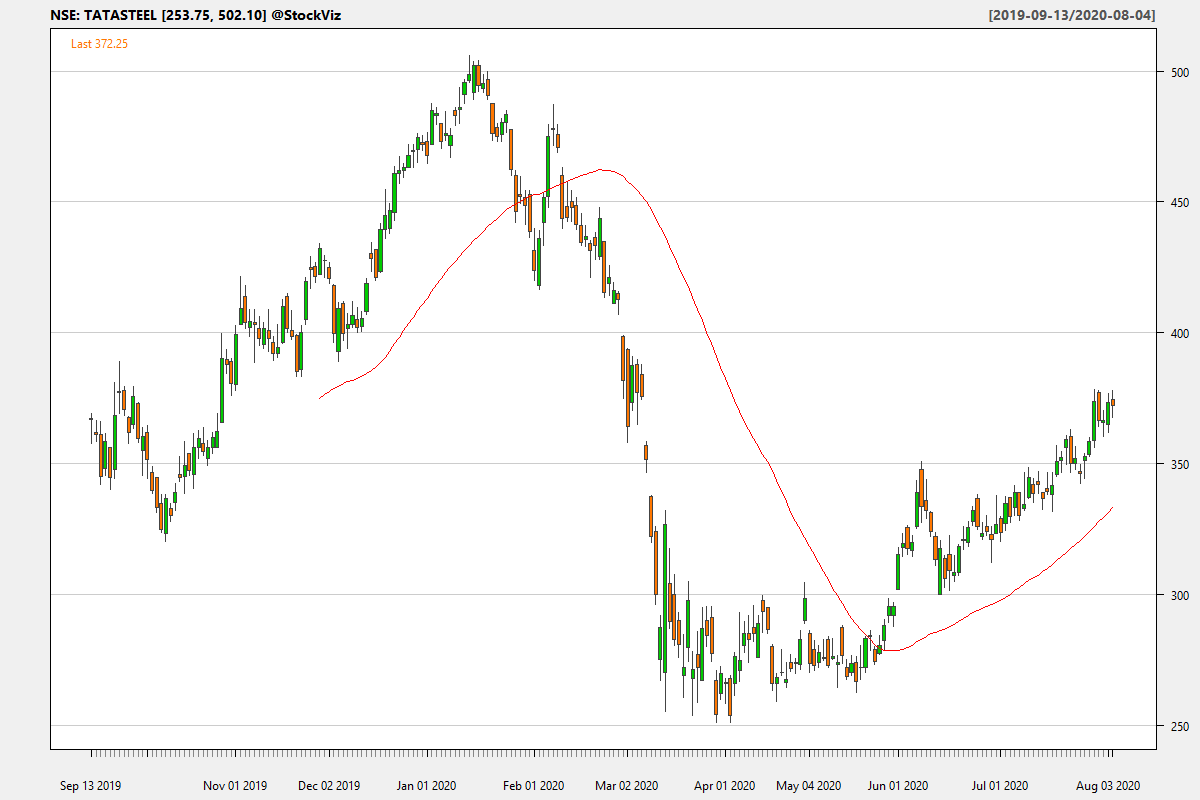 NSE: TATASTEEL [253.75, 502.10] @StockViz [2019-09-13/2020-08-04]
Last 372.25
500
450
400
350
300
250
Sep 13 2019 Nov 01 2019 Dec 02 2019 Jan 01 2020 Feb 01 2020 Mar 02 2020 Apr 01 2020 May 04 2020 Jun 01 2020 Jul 01 2020 Aug 03 2020